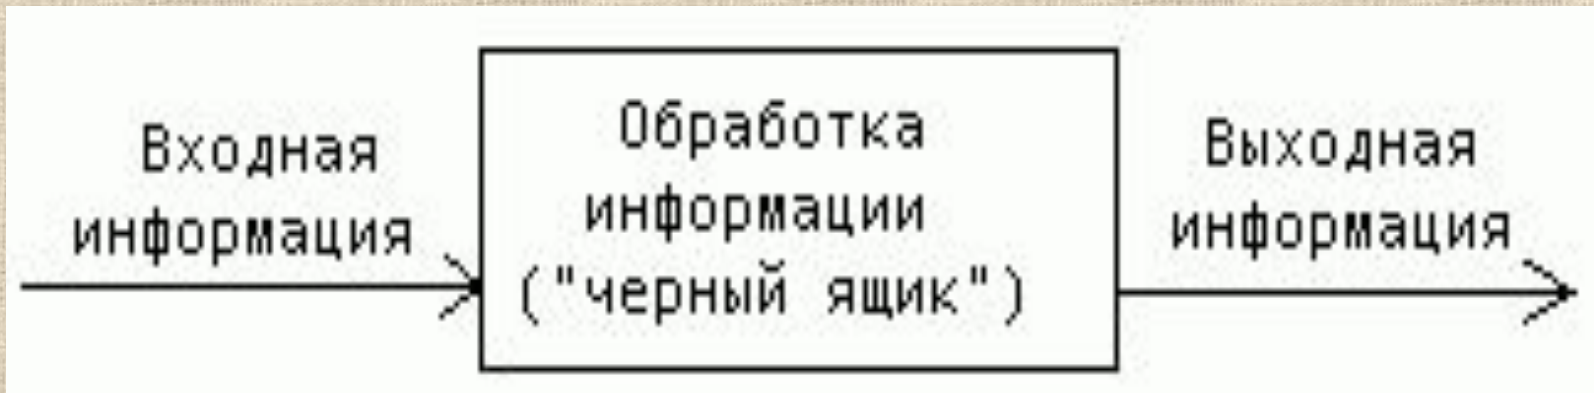 Входная
информация
Обработка
информации
("черный ящик")
Выходная
информация